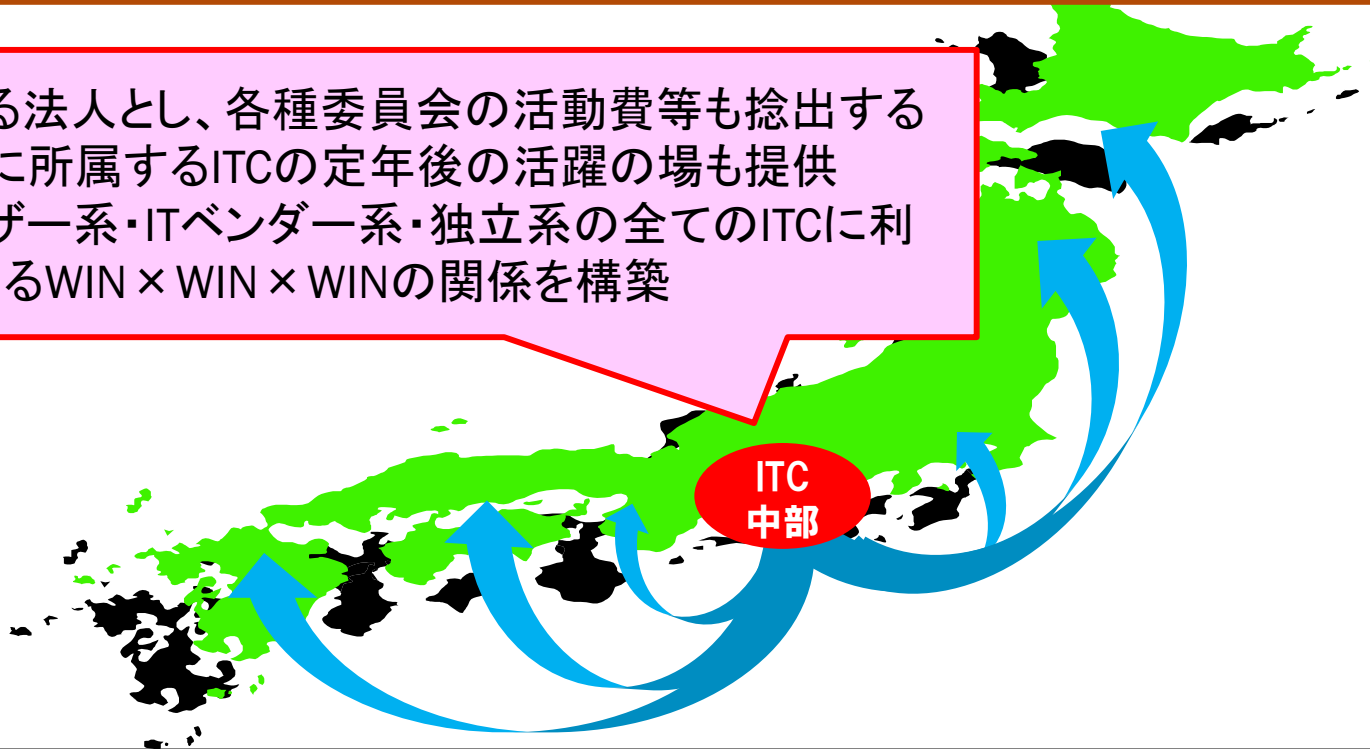 る法人とし、各種委員会の活動費等も捻出する
に所属するITCの定年後の活躍の場も提供
ザー系・ITベンダー系・独立系の全てのITCに利
るWIN×WIN×WINの関係を構築
ITC
中部